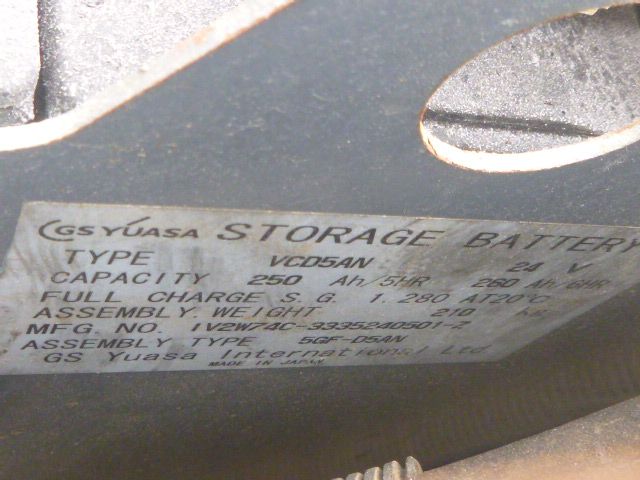 GS YUASA STORAGE BATTERY
TYPE VCD5AN 24 V
CAPACITY 250 Ah/5HR 260 Ah/6HR
FULL CHARGE S.G. 1.280 AT20°C
ASSEMBLY. WEIGHT 210 kg
MFG. NO. 1V2W74C-3335240501-2
ASSEMBLY TYPE 5GF-D5AN
GS Yuasa International Ltd
MADE IN JAPAN